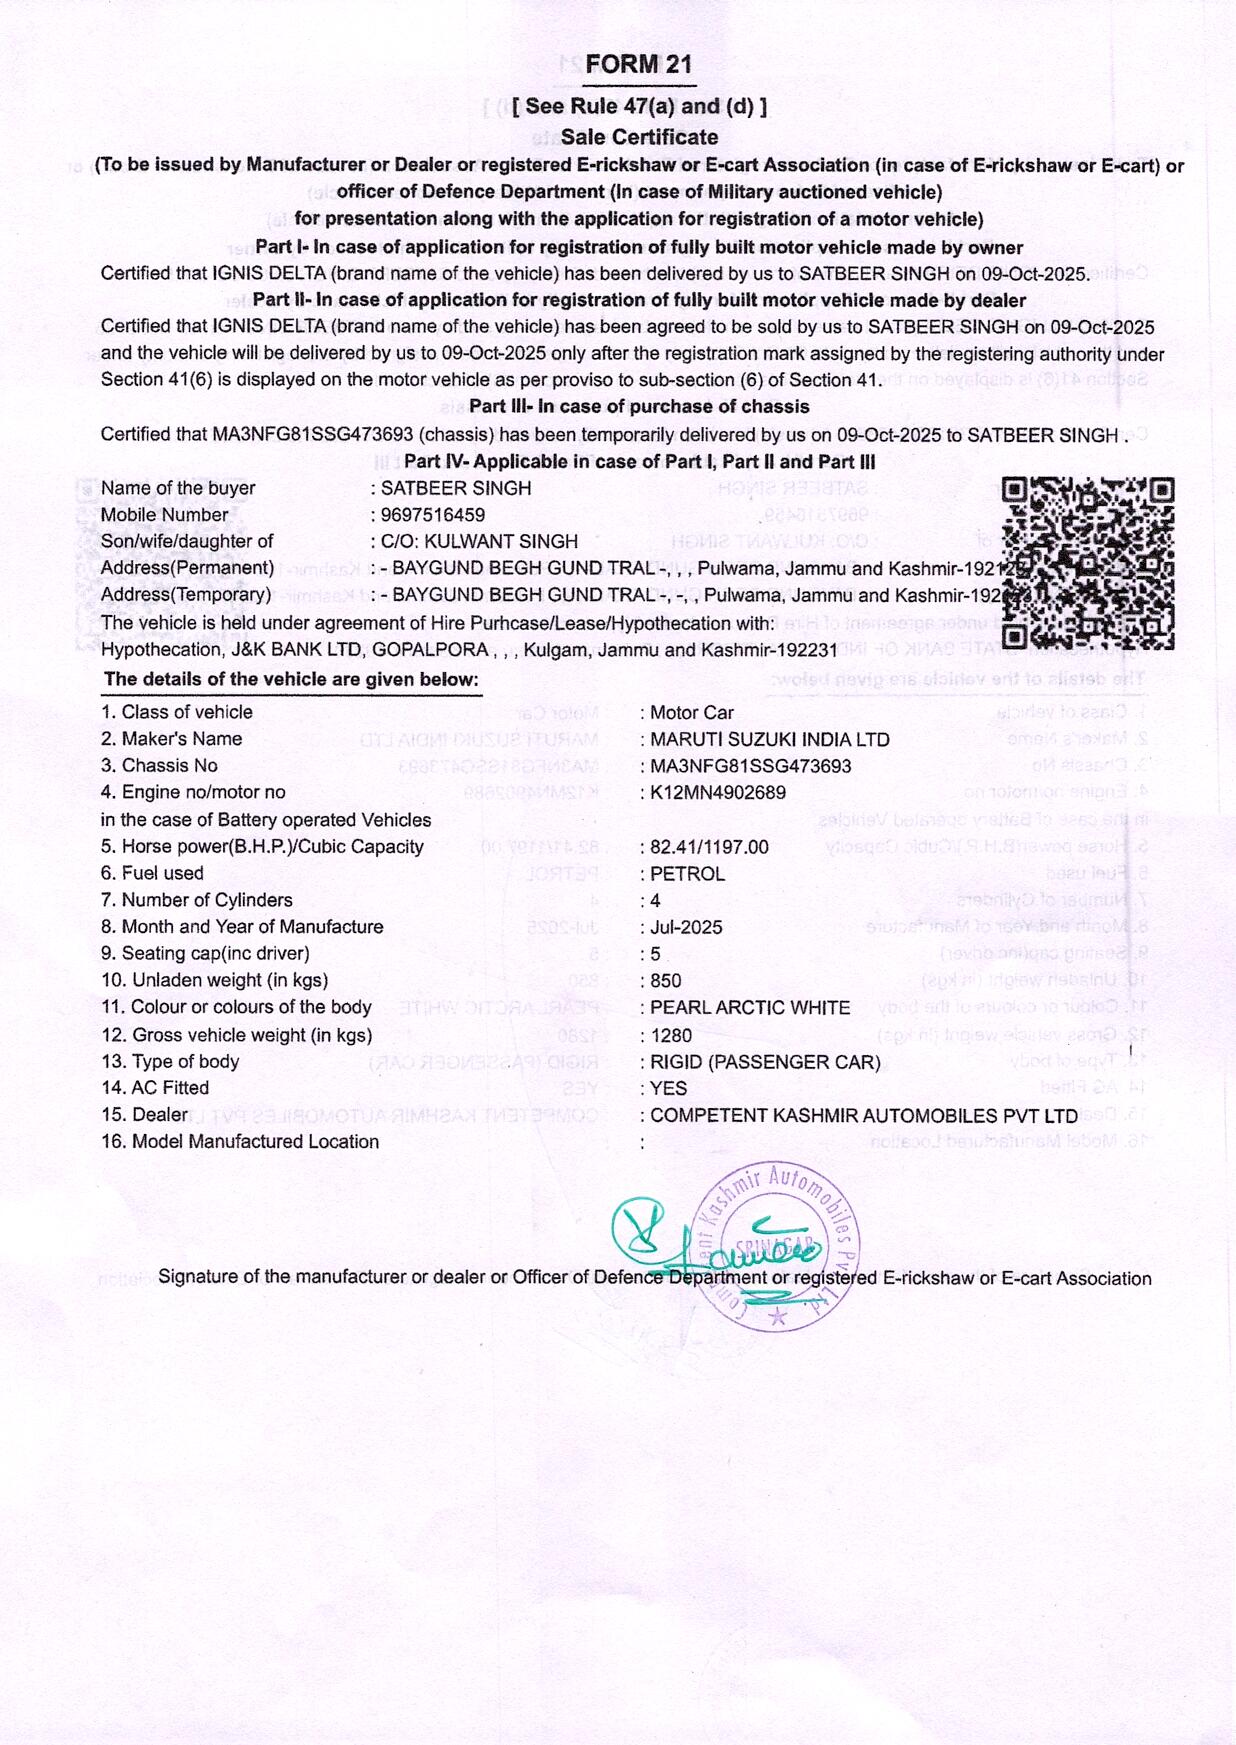 FORM 21
[ See Rule 47(a) and (d) ]
Sale Certificate
(To be issued by Manufacturer or Dealer or registered E-rickshaw or E-cart Association (in case of E-rickshaw or E-cart) or
officer of Defence Department (In case of Military auctioned vehicle)
for presentation along with the application for registration of a motor vehicle)
Part I- In case of application for registration of fully built motor vehicle made by owner
Certified that IGNIS DELTA (brand name of the vehicle) has been delivered by us to SATBEER SINGH on 09-Oct-2025.
Part II- In case of application for registration of fully built motor vehicle made by dealer
Certified that IGNIS DELTA (brand name of the vehicle) has been agreed to be sold by us to SATBEER SINGH on 09-Oct-2025
and the vehicle will be delivered by us to 09-Oct-2025 only after the registration mark assigned by the registering authority under
Section 41(6) is displayed on the motor vehicle as per proviso to sub-section (6) of Section 41.
Part III- In case of purchase of chassis
Certified that MA3NFG81SSG473693 (chassis) has been temporarily delivered by us on 09-Oct-2025 to SATBEER SINGH .
Part IV- Applicable in case of Part I, Part II and Part III
Name of the buyer : SATBEER SINGH
Mobile Number : 9697516459
Son/wife/daughter of : C/O: KULWANT SINGH
Address(Permanent) : - BAYGUND BEGH GUND TRAL -, , , Pulwama, Jammu and
Address(Temporary) : - BAYGUND BEGH GUND TRAL -, -, , Pulwama, Jammu and
The vehicle is held under agreement of Hire Purhcase/Lease/Hypothecation with:
Hypothecation, J&K BANK LTD, GOPALPORA , , , Kulgam, Jammu and Kashmir-192231
The details of the vehicle are given below:
1. Class of vehicle : Motor Car
2. Maker's Name : MARUTI SUZUKI INDIA LTD
3. Chassis No : MA3NFG81SSG473693
4. Engine no/motor no : K12MN4902689
in the case of Battery operated Vehicles
5. Horse power(B.H.P.)/Cubic Capacity : 82.41/1197.00
6. Fuel used : PETROL
7. Number of Cylinders : 4
8. Month and Year of Manufacture : Jul-2025
9. Seating cap(inc driver) : 5
10. Unladen weight (in kgs) : 850
11. Colour or colours of the body : PEARL ARCTIC WHITE
12. Gross vehicle weight (in kgs) : 1280
13. Type of body : RIGID (PASSENGER CAR)
14. AC Fitted : YES
15. Dealer : COMPETENT KASHMIR AUTOMOBILES PVT LTD
16. Model Manufactured Location :
Competent Kashmir Automobiles Pvt. Ltd.
SRINAGAR
Signature of the manufacturer or dealer or Officer of Defence Department or registered E-rickshaw or E-cart Association